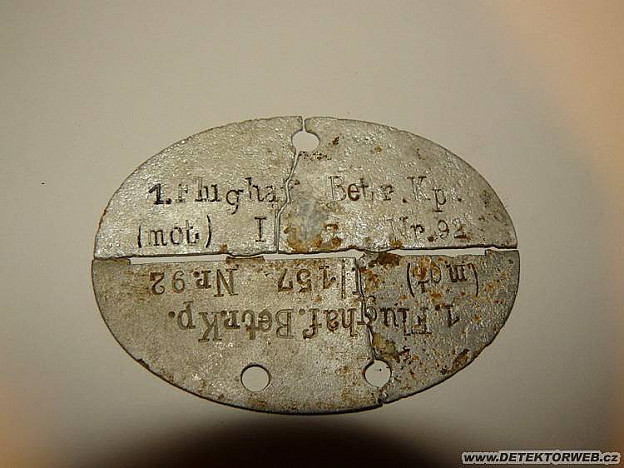 1.Flughaf. Betr.Kp.
(mot) I Nr.92
1.Flughaf.Betr.Kp.
(mot) /157 Nr.92
www.DETEKTORWEB.cz